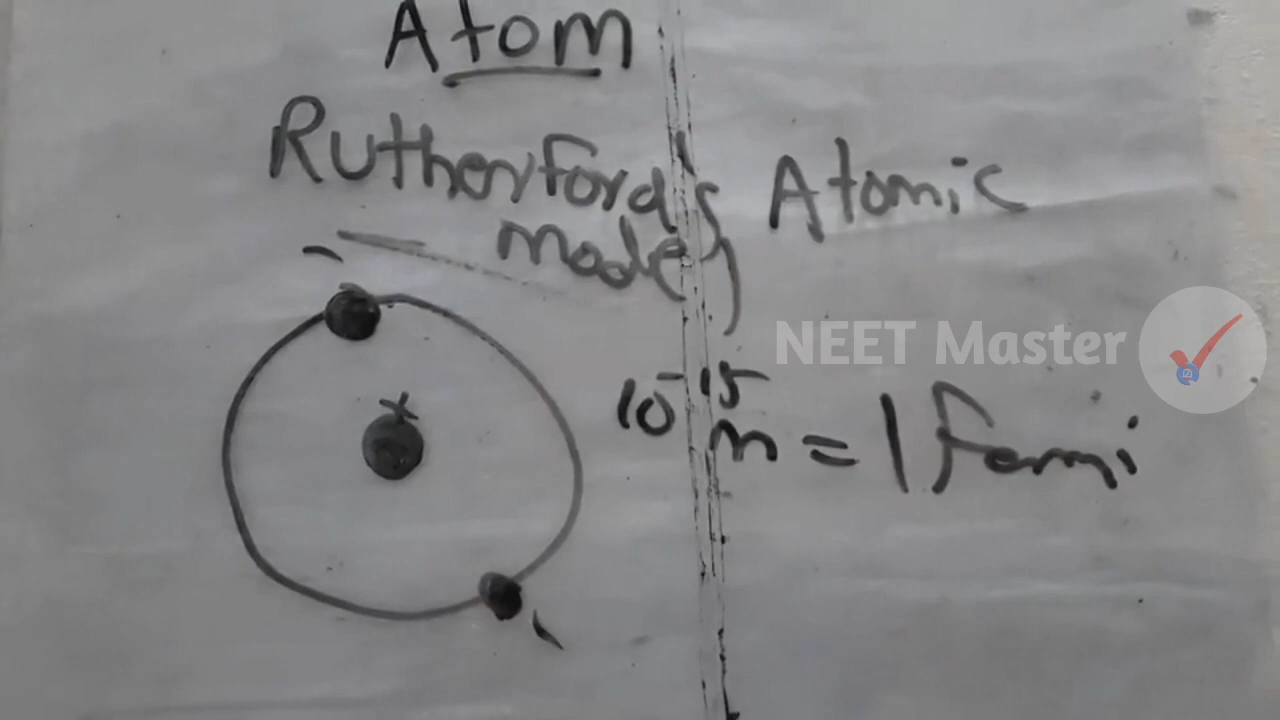 Atom
Rutherford's Atomic
model
NEET Master
10⁻¹⁵ m = 1 Fermi